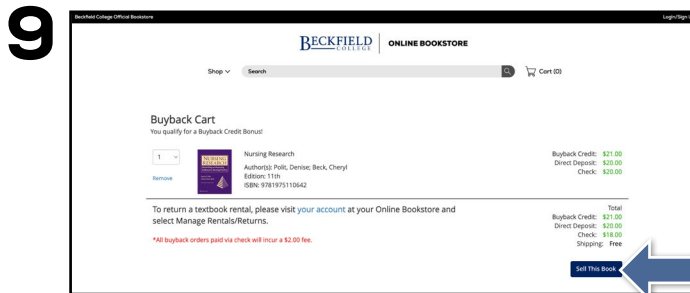 9
Beckfield College Official Bookstore
Login/Sign
BECKFIELD
COLLEGE
ONLINE BOOKSTORE
Shop
Search
Cart (0)
Buyback Cart
You qualify for a Buyback Credit Bonus!
1
Remove
NURSING
RESEARCH
Nursing Research
Author(s): Polit, Denise; Beck, Cheryl
Edition: 11th
ISBN: 9781975110642
Buyback Credit: $21.00
Direct Deposit: $20.00
Check: $20.00
To return a textbook rental, please visit your account at your Online Bookstore and
select Manage Rentals/Returns.
*All buyback orders paid via check will incur a $2.00 fee.
Total
Buyback Credit: $21.00
Direct Deposit: $20.00
Check: $18.00
Shipping: Free
Sell This Book